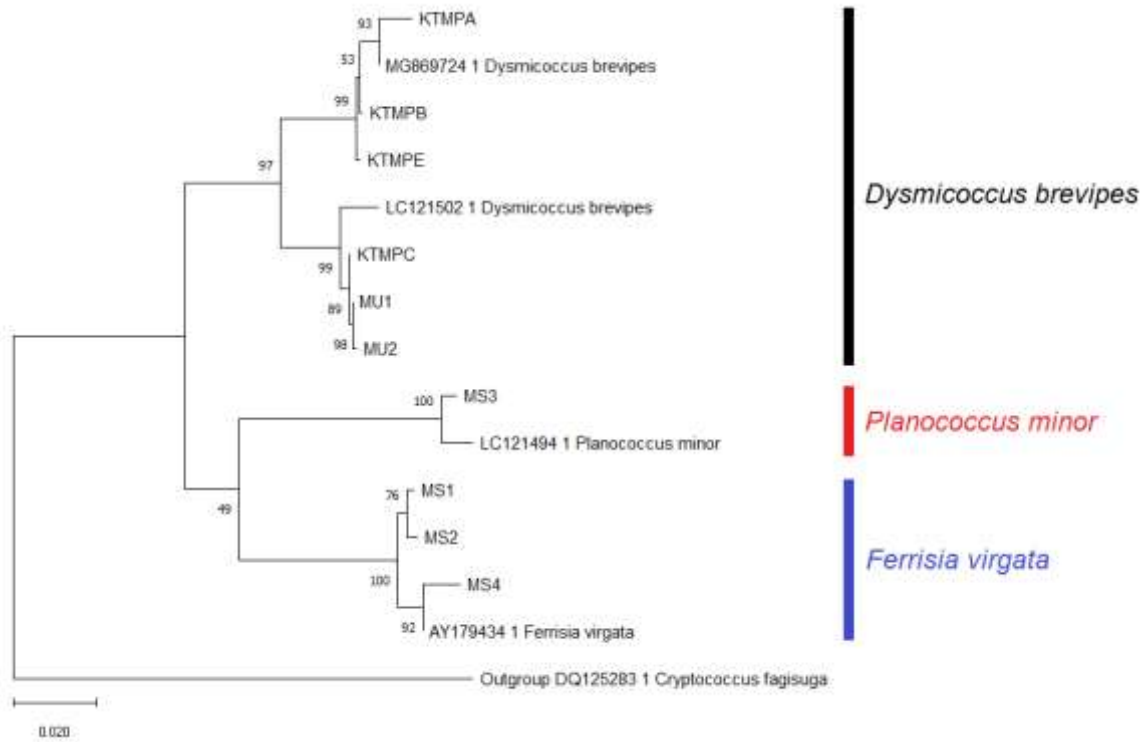 93
KTMPA
53
MG869724 1 Dysmicoccus brevipes
99
KTMPB
97
KTMPE
Dysmicoccus brevipes
LC121502 1 Dysmicoccus brevipes
99
KTMPC
89
MU1
98
MU2
100
MS3
Planococcus minor
LC121494 1 Planococcus minor
49
76
MS1
MS2
Ferrisia virgata
100
MS4
92
AY179434 1 Ferrisia virgata
Outgroup DQ125283 1 Cryptococcus fagisuga
0.020